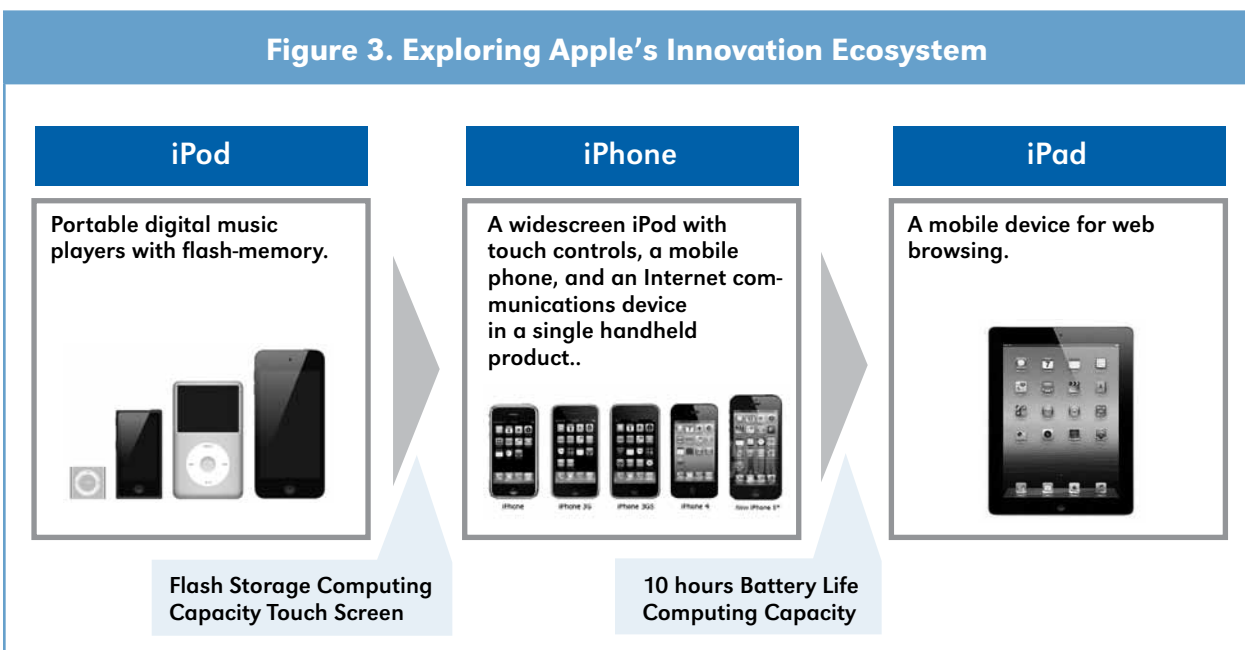 Figure 3. Exploring Apple’s Innovation Ecosystem
iPod
Portable digital music
players with flash-memory.
iPhone
A widescreen iPod with
touch controls, a mobile
phone, and an Internet com-
munications device
in a single handheld
product..
iPhone
iPhone 3G
iPhone 3GS
iPhone 4
New iPhone 5*
iPad
A mobile device for web
browsing.
Flash Storage Computing
Capacity Touch Screen
10 hours Battery Life
Computing Capacity